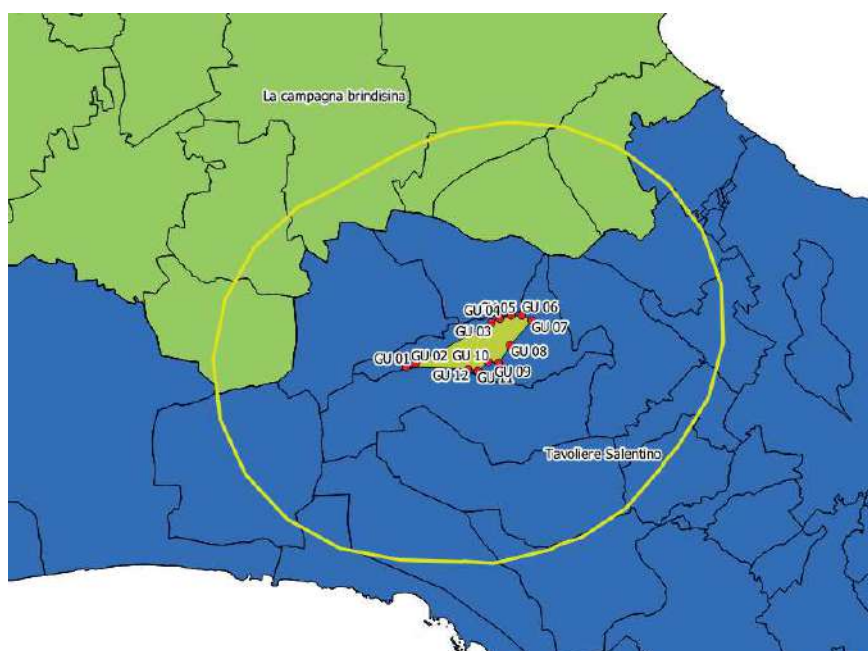 La campagna brindisina
GU 04
05
GU 06
GU 03
GU 07
GU 01
GU 02
GU 10
GU 08
GU 12
GU 09
Tavoliere Salentino